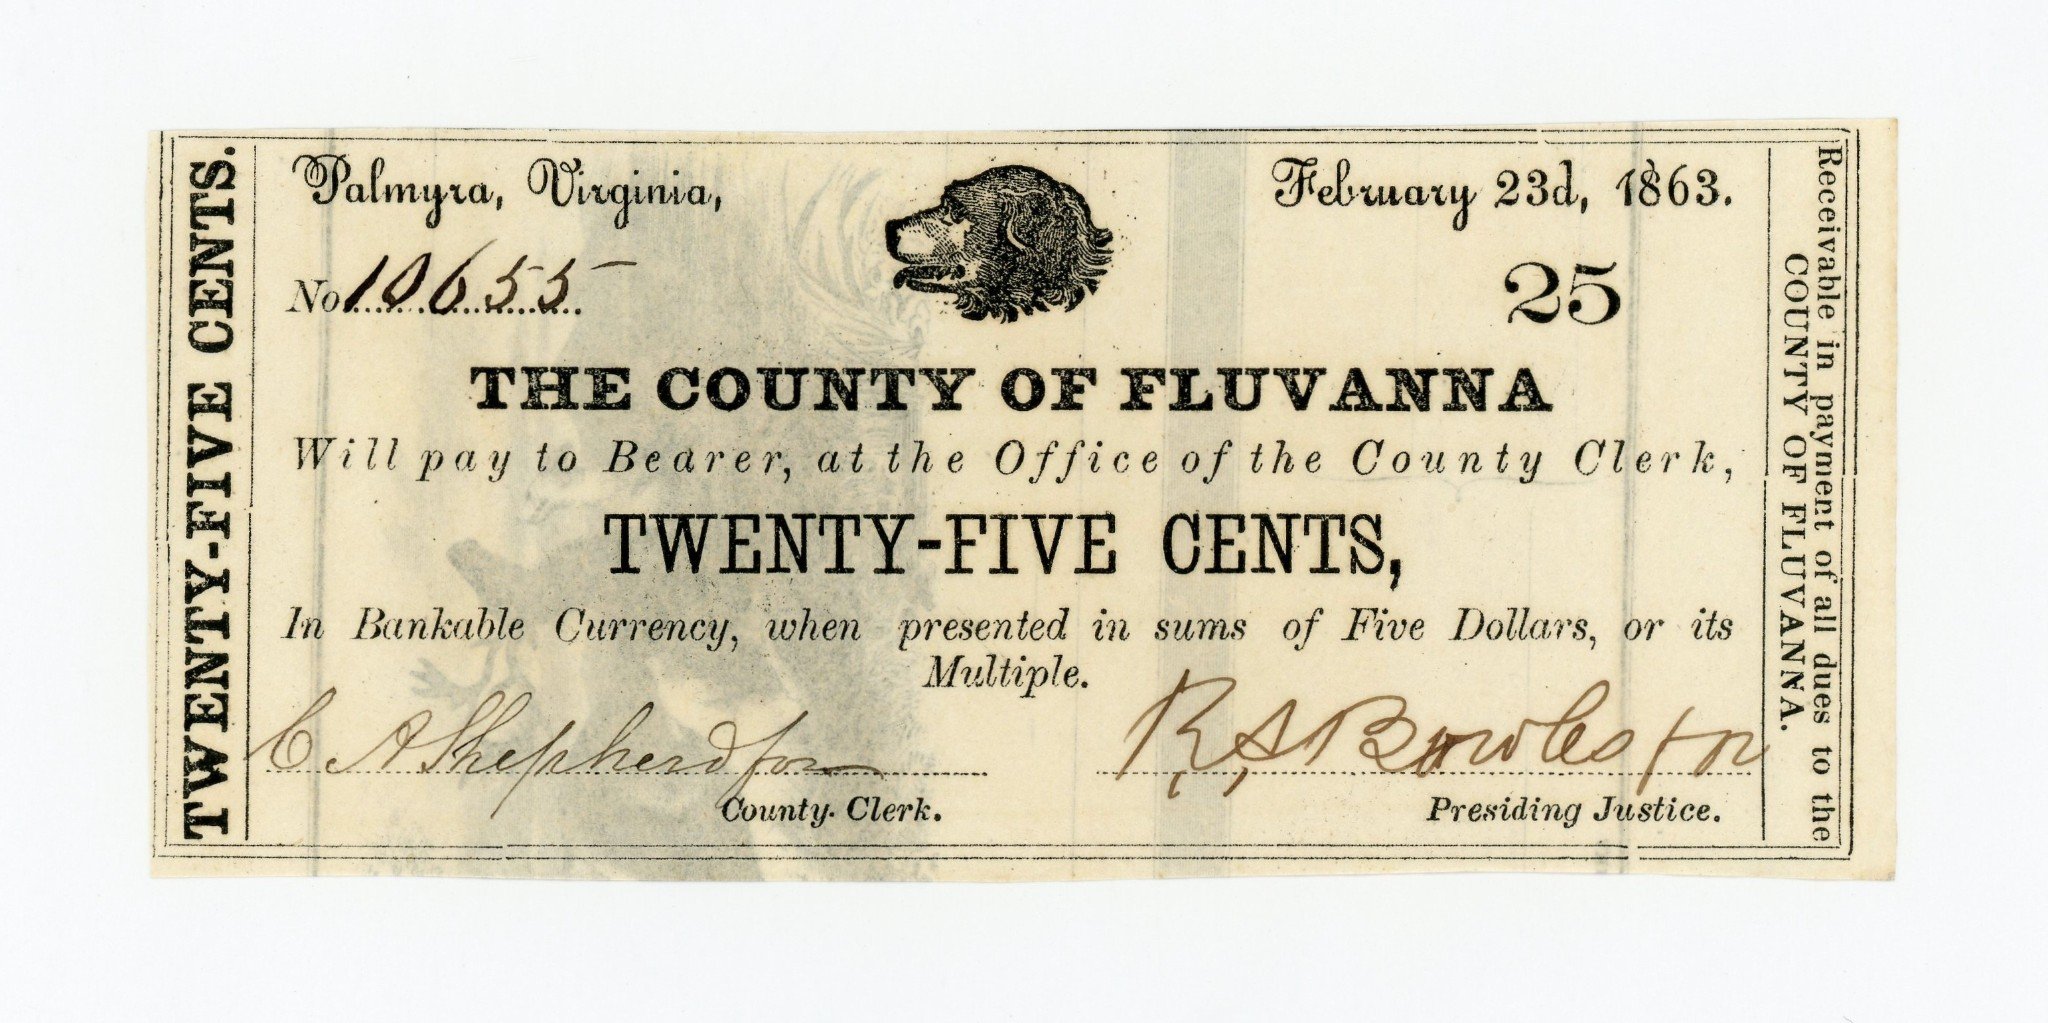 TWENTY-FIVE CENTS.
Palmyra, Virginia,
February 23d, 1863.
No 10655
25
THE COUNTY OF FLUVANNA
Will pay to Bearer, at the Office of the County Clerk,
TWENTY-FIVE CENTS,
In Bankable Currency, when presented in sums of Five Dollars, or its
Multiple.
C A Shepherd for
R S Bowles for
County Clerk.
Presiding Justice.
Receivable in payment of all dues to the
COUNTY OF FLUVANNA.